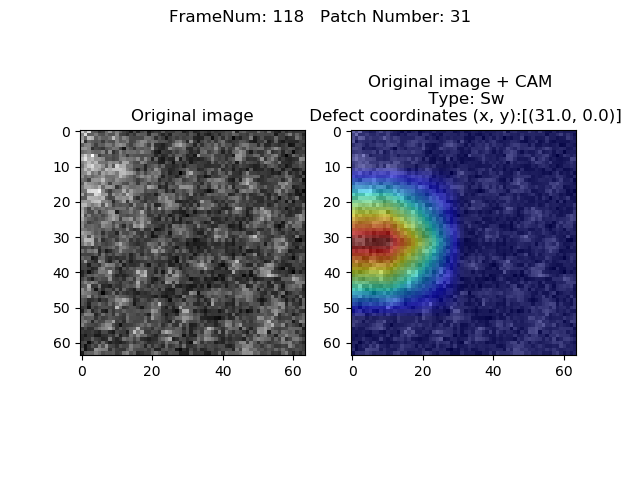 FrameNum: 118   Patch Number: 31
Original image
Original image + CAM
Type: Sw
Defect coordinates (x, y):[(31.0, 0.0)]
0
10
20
30
40
50
60
0 20 40 60
0
10
20
30
40
50
60
0 20 40 60